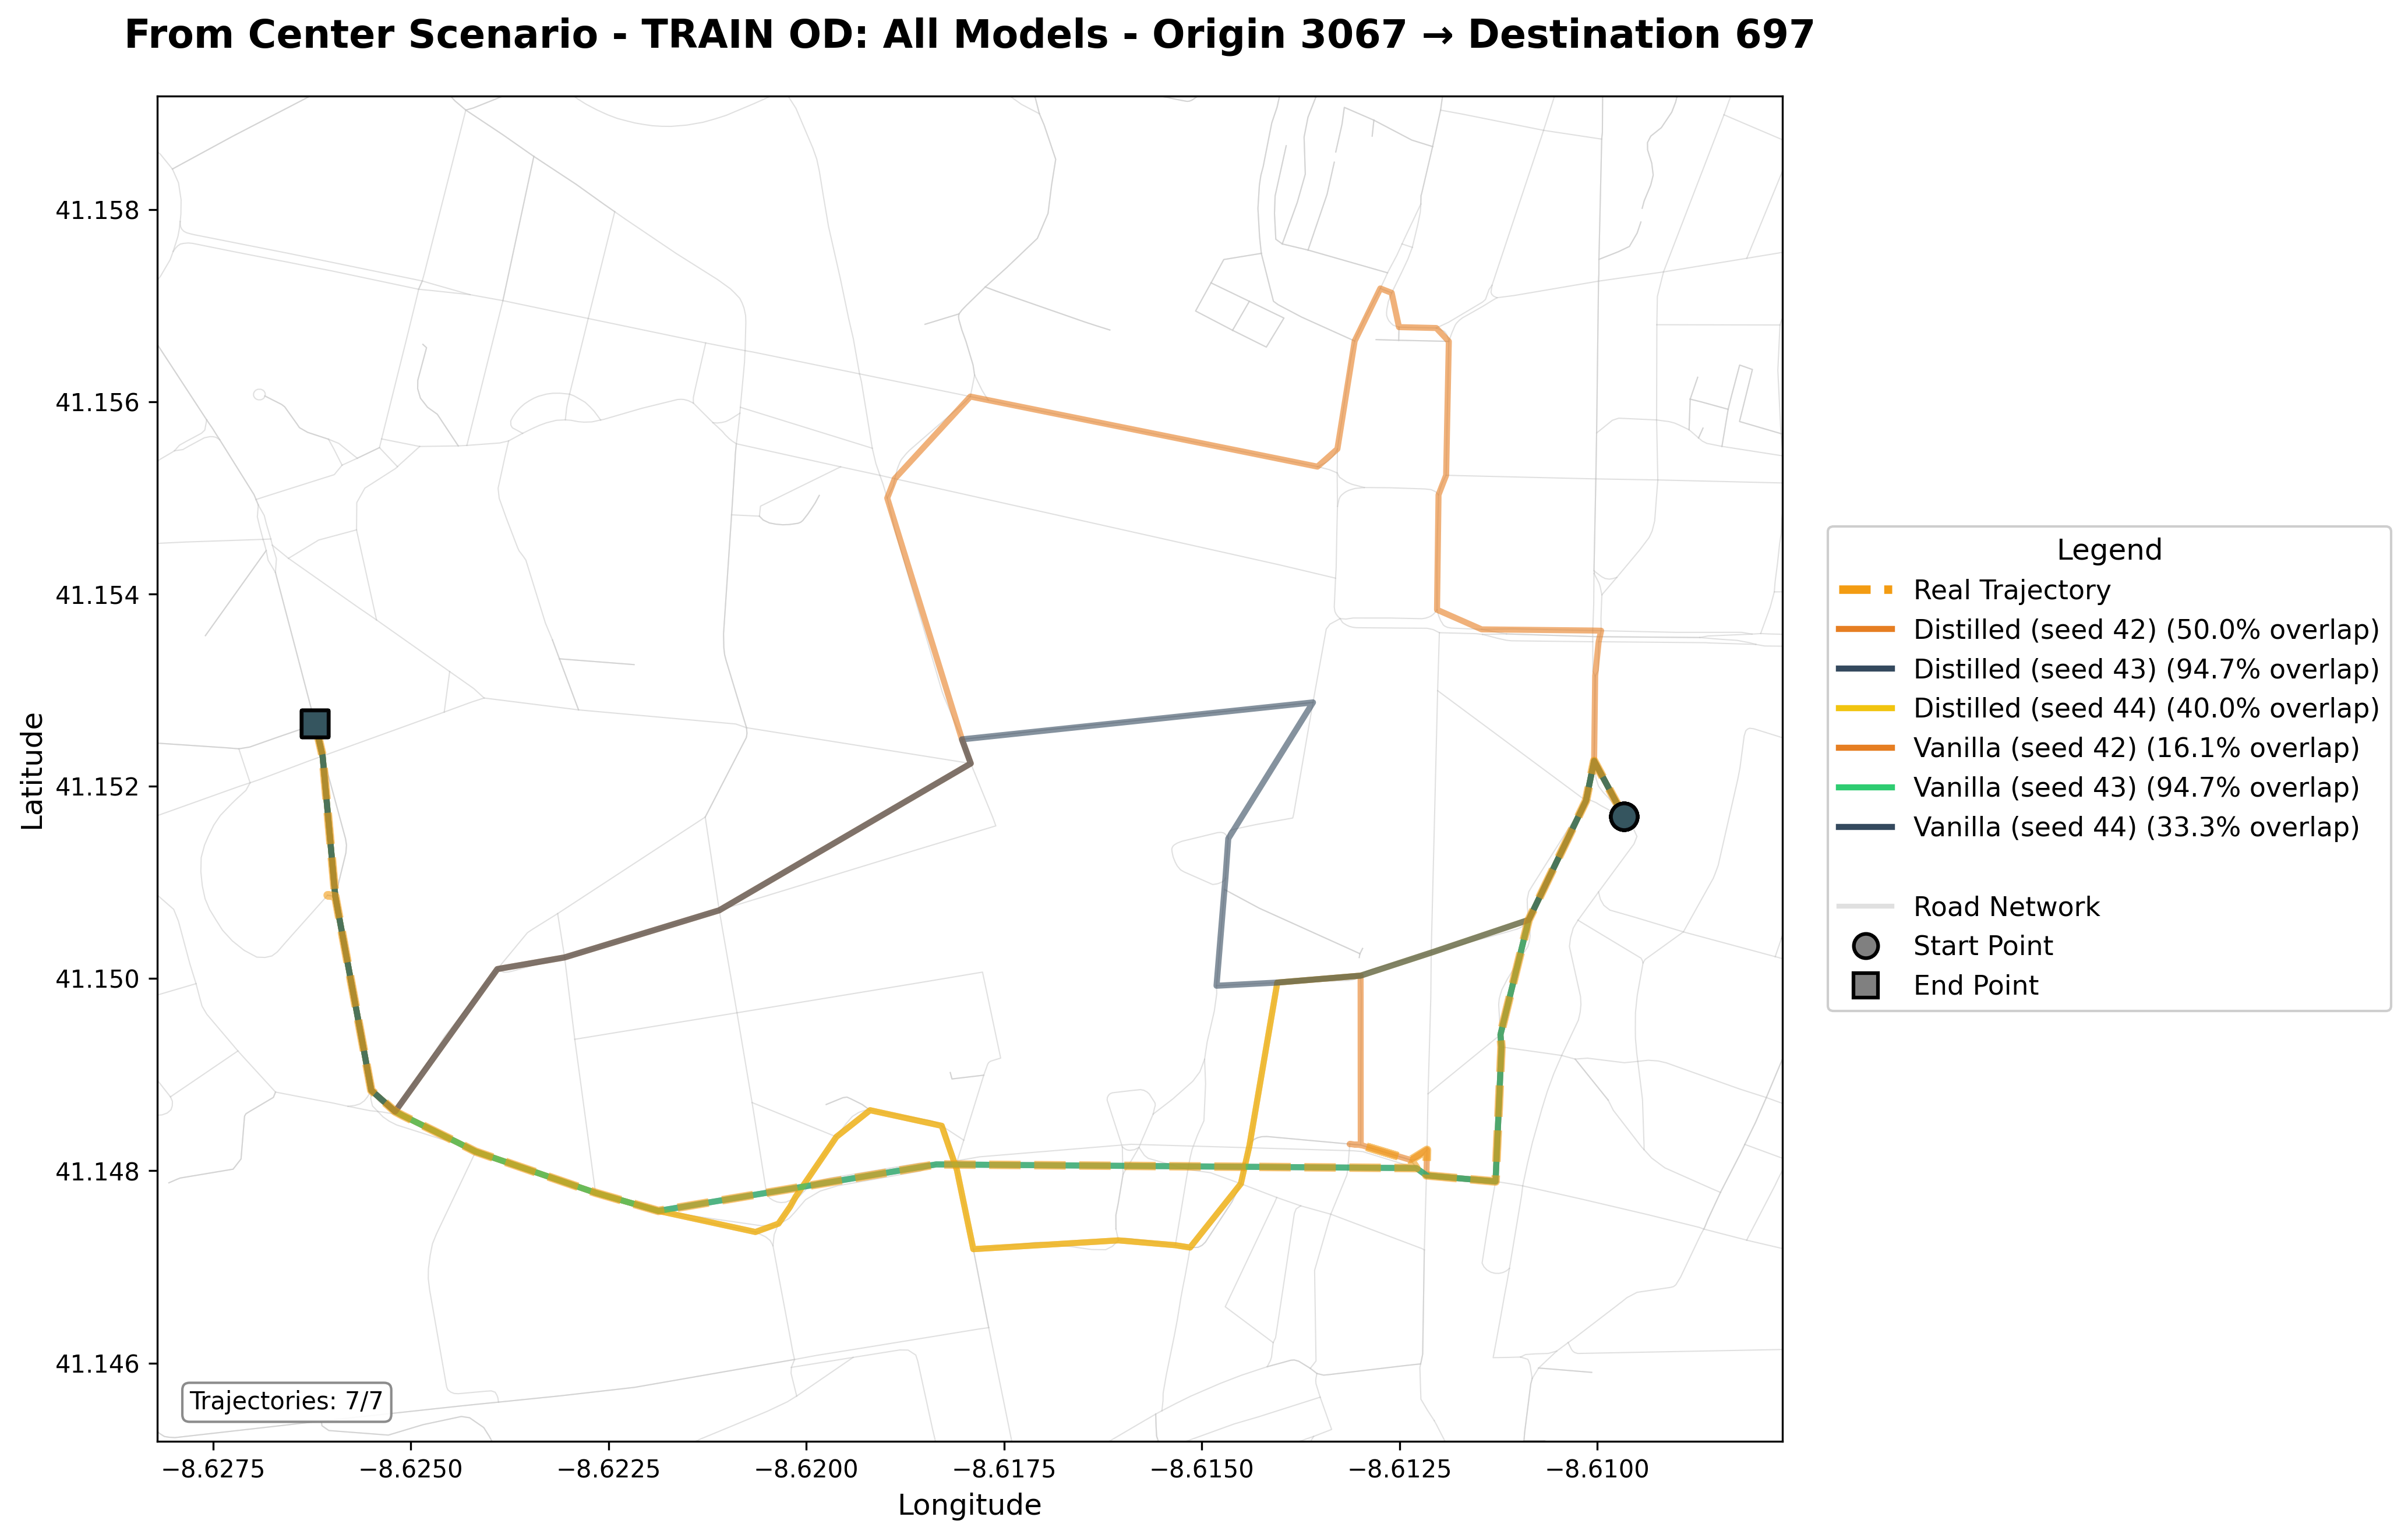 From Center Scenario - TRAIN OD: All Models - Origin 3067 → Destination 697
41.158
41.156
41.154
41.152
41.150
41.148
41.146
Latitude
−8.6275
−8.6250
−8.6225
−8.6200
−8.6175
−8.6150
−8.6125
−8.6100
Longitude
Trajectories: 7/7
Legend
Real Trajectory
Distilled (seed 42) (50.0% overlap)
Distilled (seed 43) (94.7% overlap)
Distilled (seed 44) (40.0% overlap)
Vanilla (seed 42) (16.1% overlap)
Vanilla (seed 43) (94.7% overlap)
Vanilla (seed 44) (33.3% overlap)
Road Network
Start Point
End Point